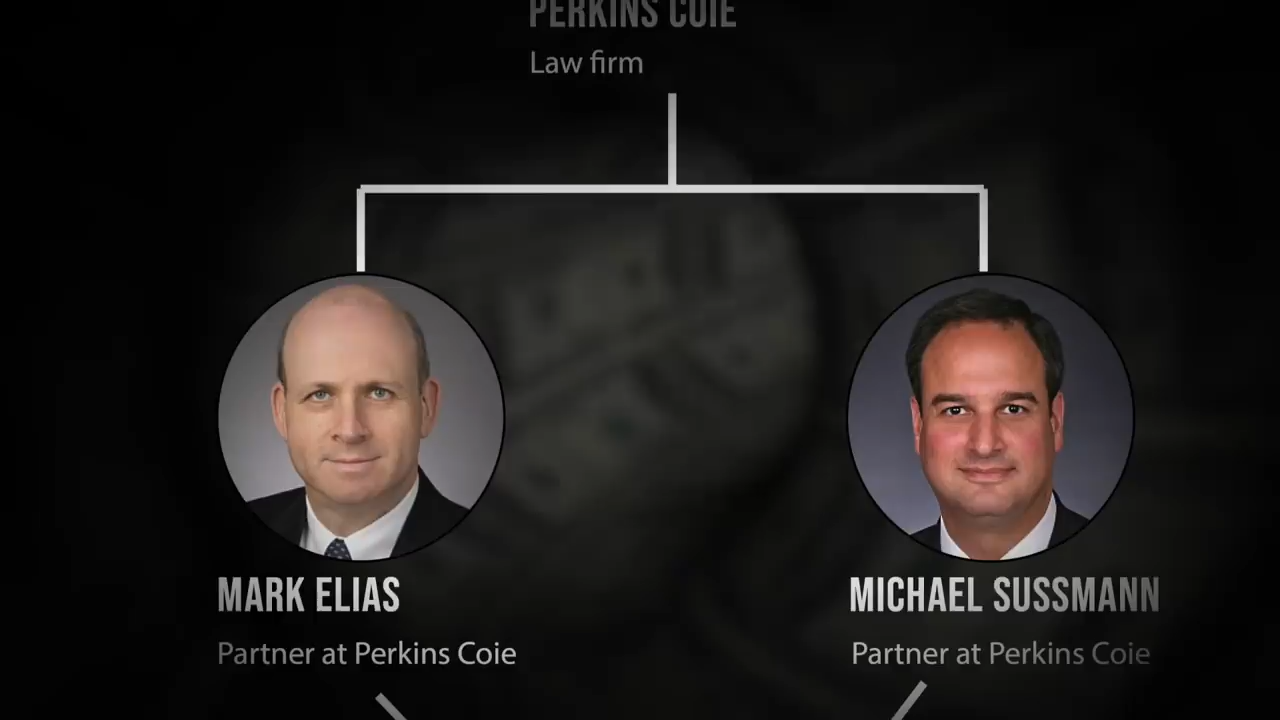 PERKINS COIE
Law firm
MARK ELIAS
MICHAEL SUSSMANN
Partner at Perkins Coie
Partner at Perkins Coie